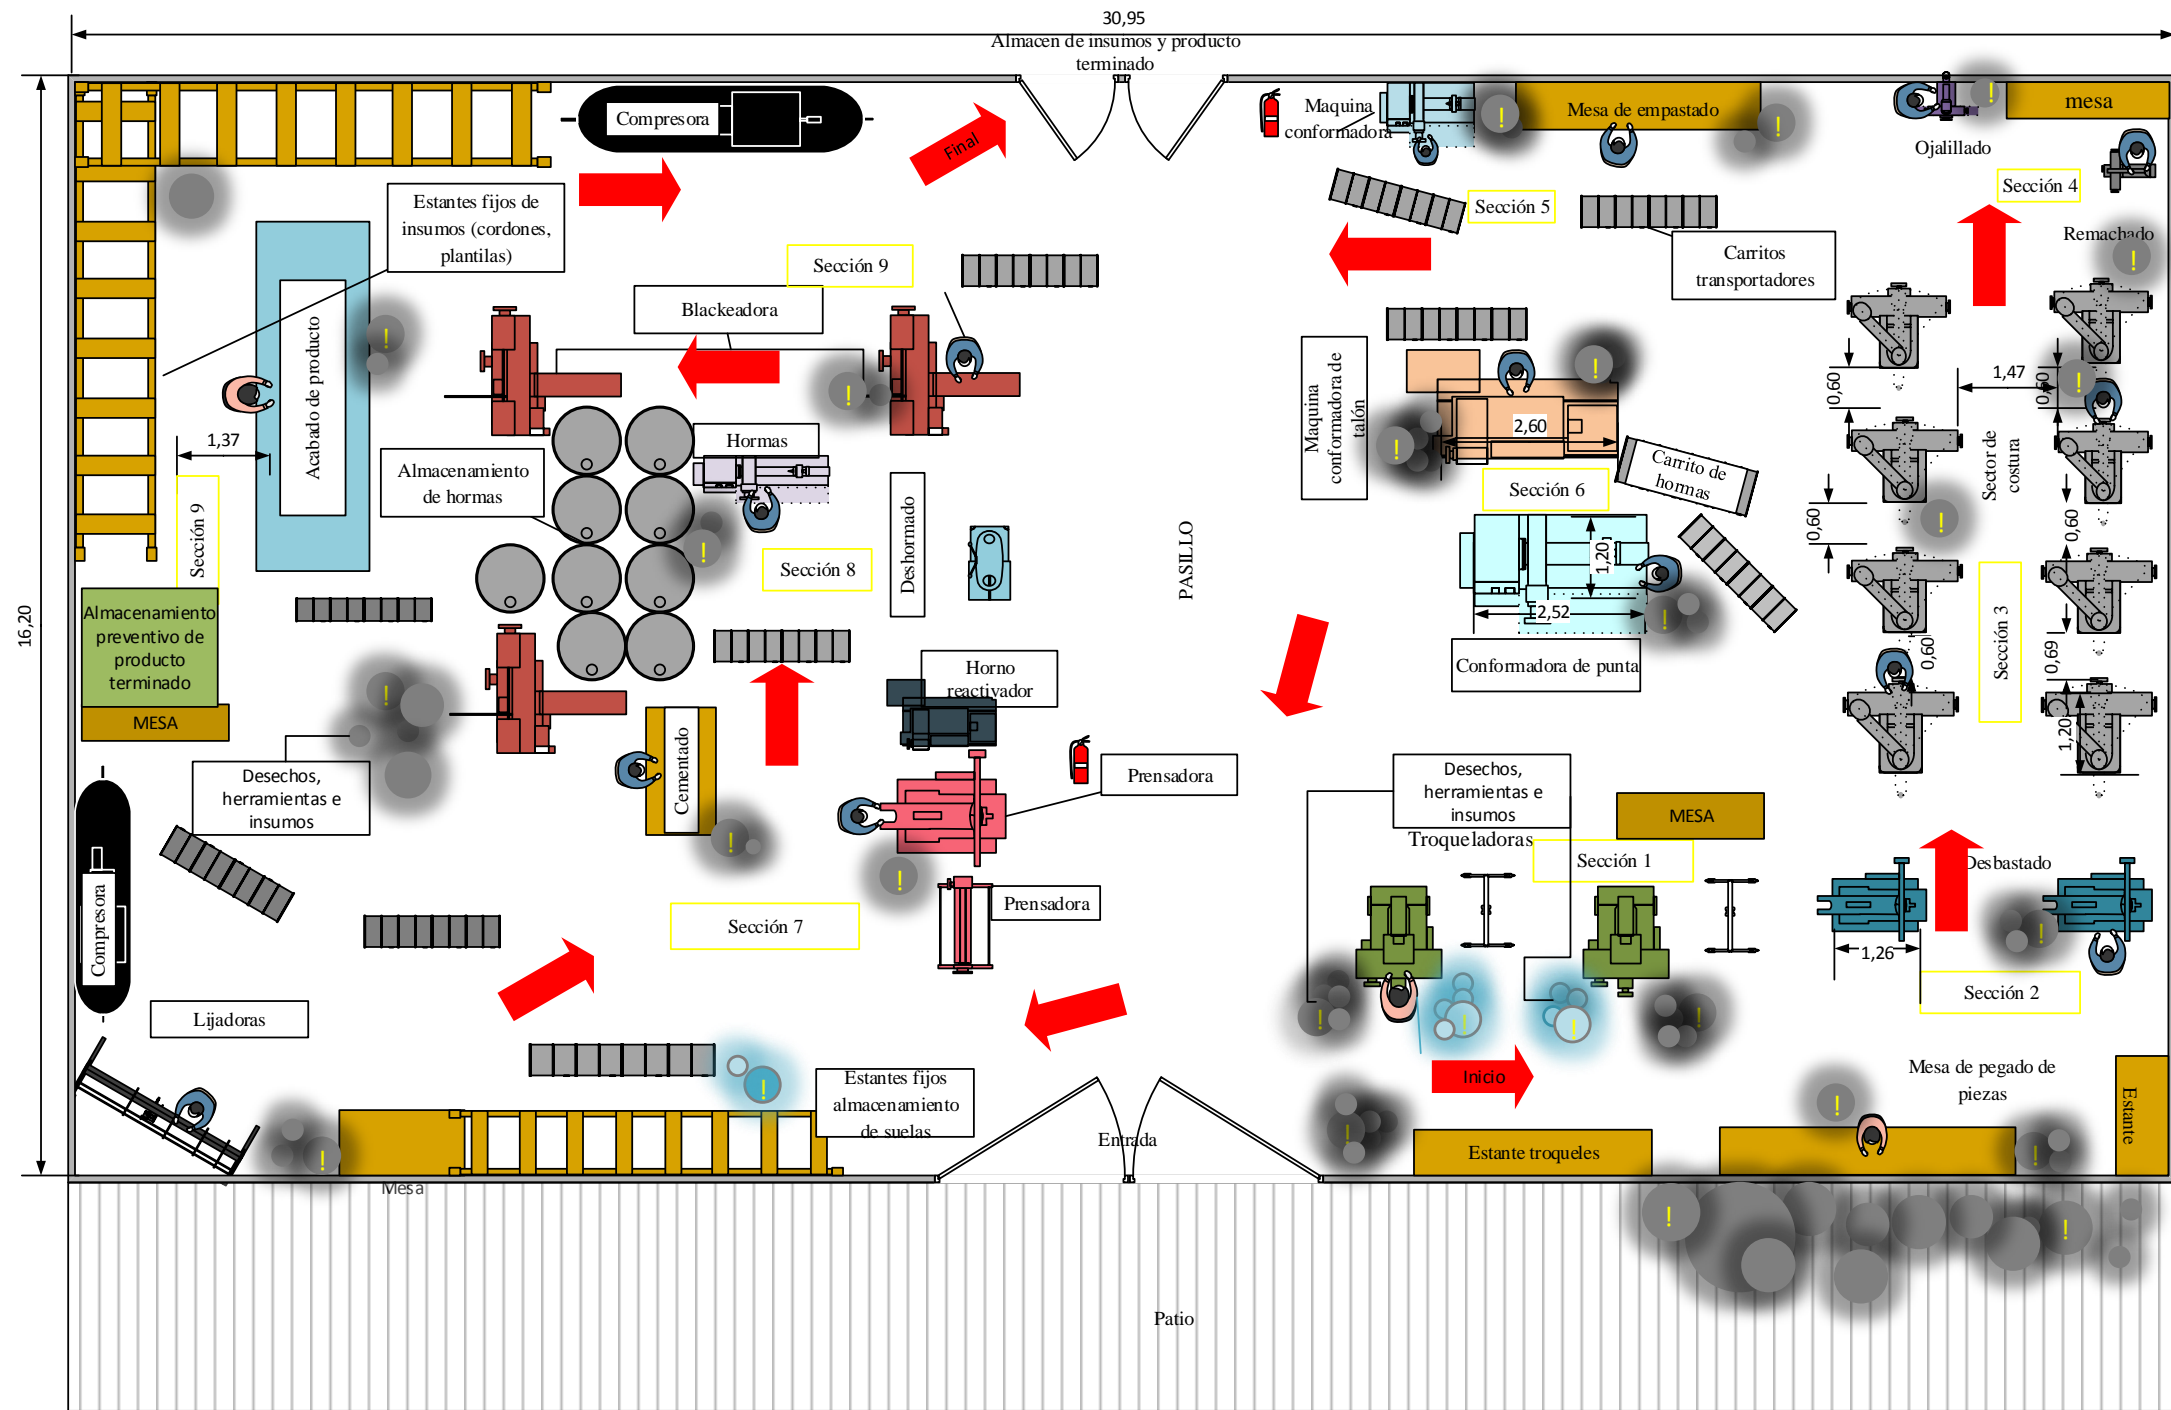 30,95
Almacen de insumos y producto
terminado
16,20
Compresora
Final
Maquina
conformadora
Mesa de empastado
mesa
Ojalillado
Sección 4
Sección 5
Remachado
Carritos
transportadores
Estantes fijos de
insumos (cordones,
plantilas)
Sección 9
Blackeadora
Acabado de producto
1,37
Sección 9
Almacenamiento
de hormas
Hormas
Sección 8
Deshormado
PASILLO
Maquina
conformadora de
talón
2,60
Sección 6
Carrito de
hormas
1,20
2,52
Conformadora de punta
0,60
1,47
0,60
Sector de
costura
0,60
0,60
Sección 3
0,60
0,69
1,20
Almacenamiento
preventivo de
producto
terminado
MESA
Desechos,
herramientas e
insumos
Cementado
Horno
reactivador
Prensadora
Prensadora
Sección 7
Compresora
Lijadoras
Mesa
Estantes fijos
almacenamiento
de suelas
Entrada
Desechos,
herramientas e
insumos
Troqueladoras
MESA
Sección 1
Desbastado
1,26
Sección 2
Inicio
Estante troqueles
Mesa de pegado de
piezas
Estante
Patio